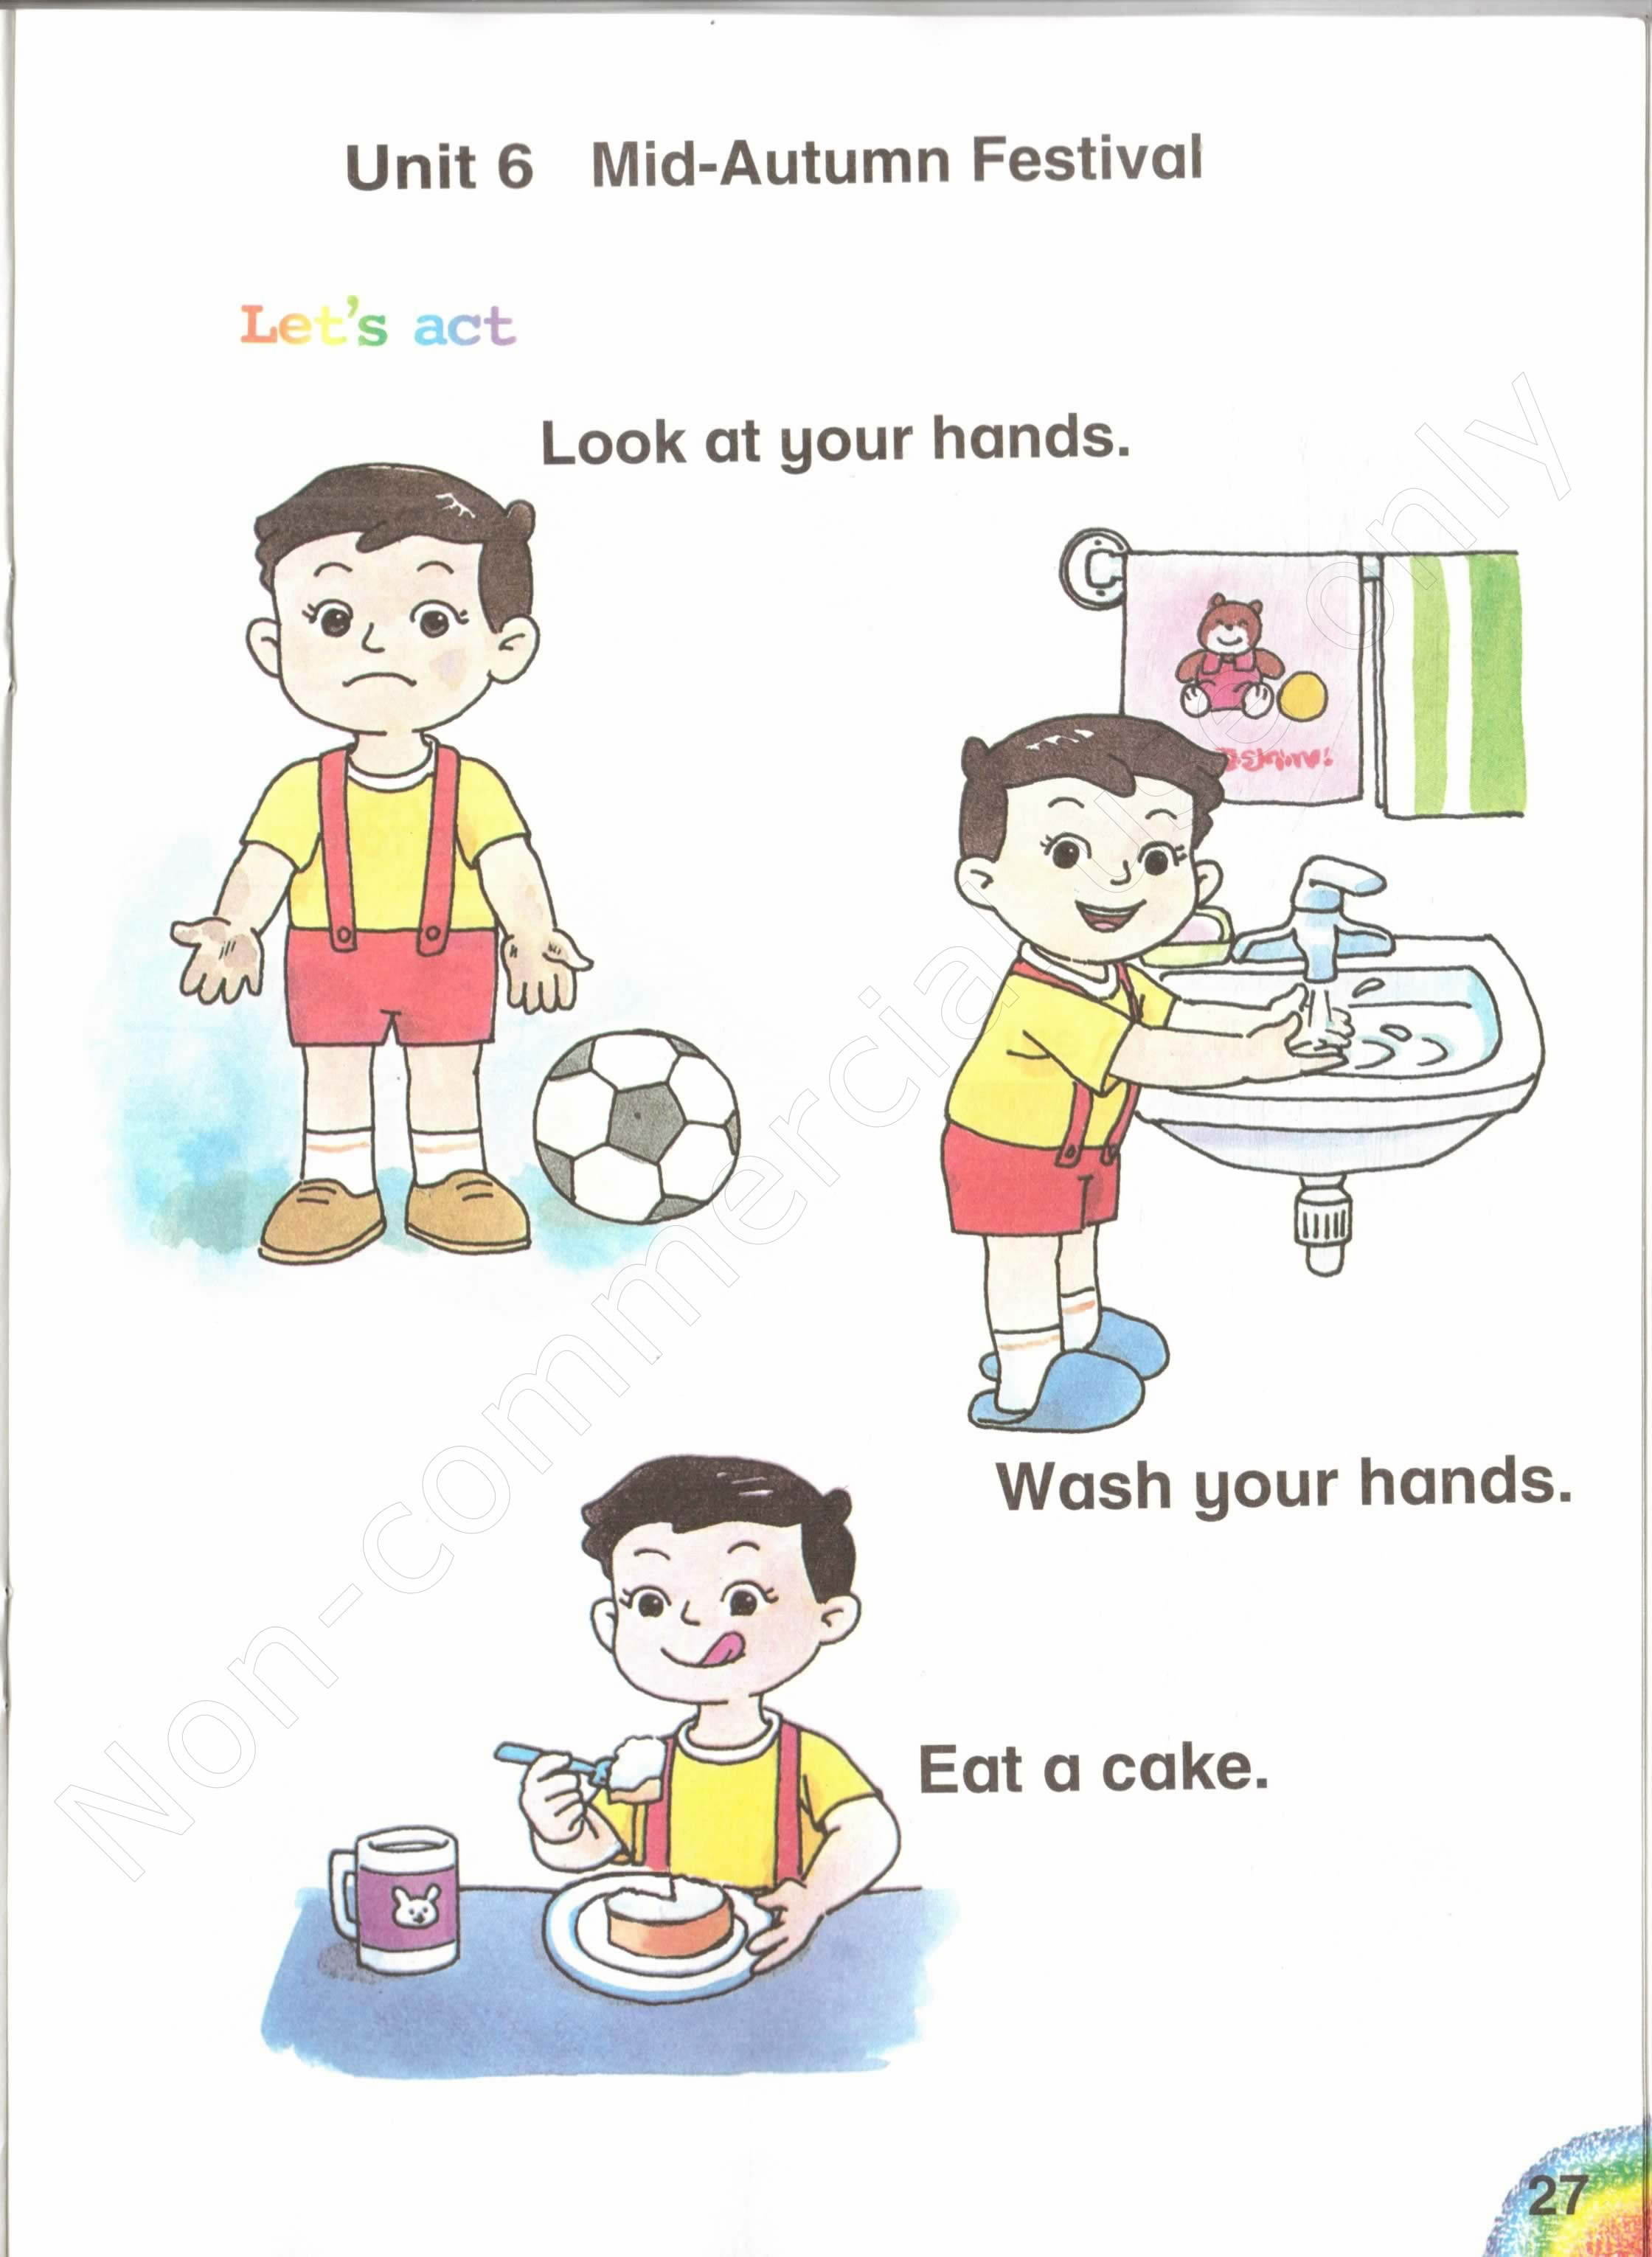 Unit 6 Mid-Autumn Festival
Let's act
Look at your hands.
Wash your hands.
Eat a cake.
27
Non-commercial use only